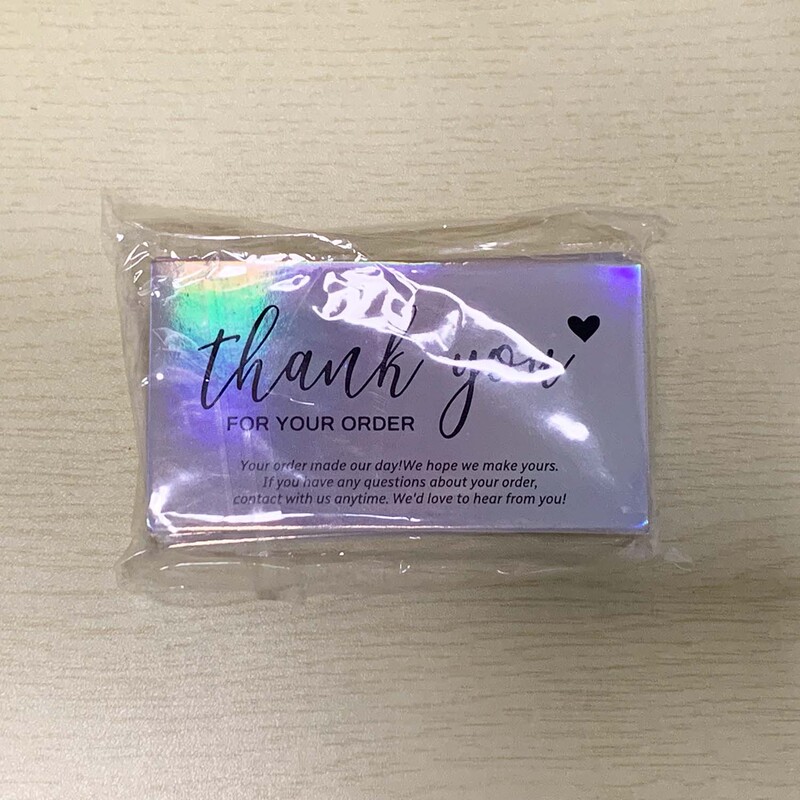 thank you
FOR YOUR ORDER
Your order made our day!We hope we make yours.
If you have any questions about your order,
contact with us anytime. We'd love to hear from you!